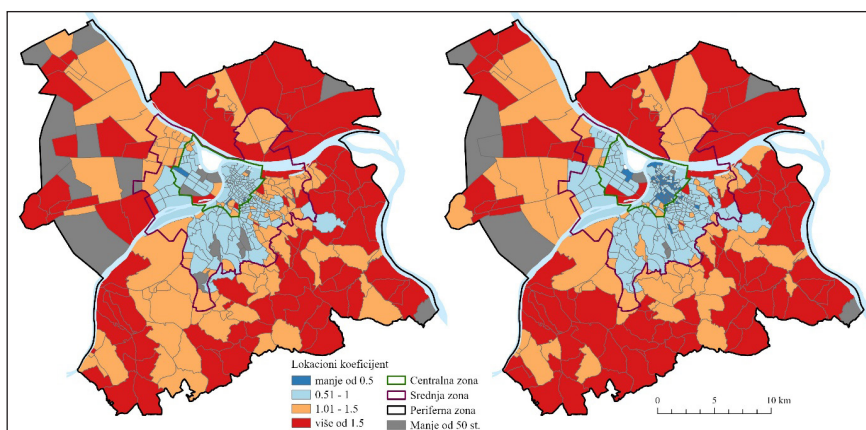 Lokacioni koeficijent
manje od 0.5
0.51 - 1
1.01 - 1.5
više od 1.5
Centralna zona
Srednja zona
Periferna zona
Manje od 50 st.
0 5 10 km